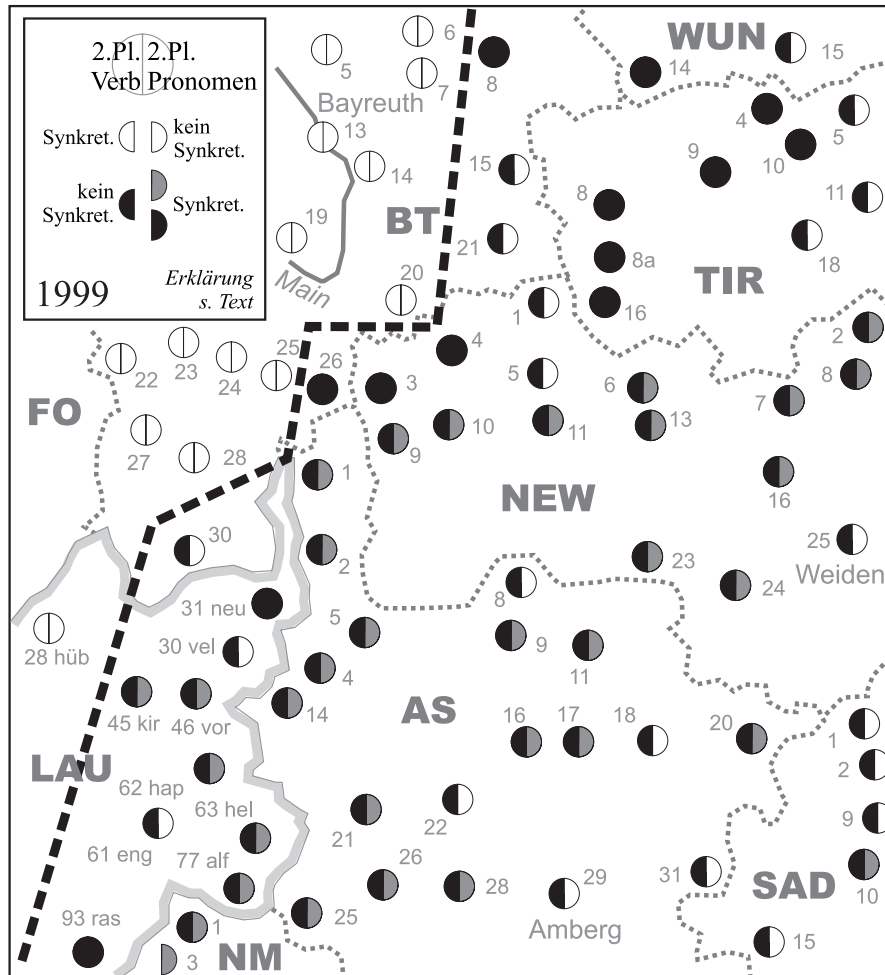 2.Pl. 2.Pl.
Verb Pronomen
Synkret. kein
Synkret.
kein
Synkret. Synkret.
1999 Erklärung
s. Text
6
5
7
8
WUN
14
15
Bayreuth
4
5
13
10
9
14
15
11
8
19
BT
21
18
8a
Main
TIR
20
1
16
2
25
4
22
23
24
26
3
5
6
8
7
FO
27
28
9
10
11
13
1
16
NEW
30
25
2
23
24
Weiden
8
31 neu
5
28 hüb
30 vel
9
11
4
45 kir
46 vor
14
AS
16
17
18
20
1
LAU
2
62 hap
63 hel
22
21
9
61 eng
77 alf
26
28
29
31
SAD
10
93 ras
25
Amberg
1
15
3
NM